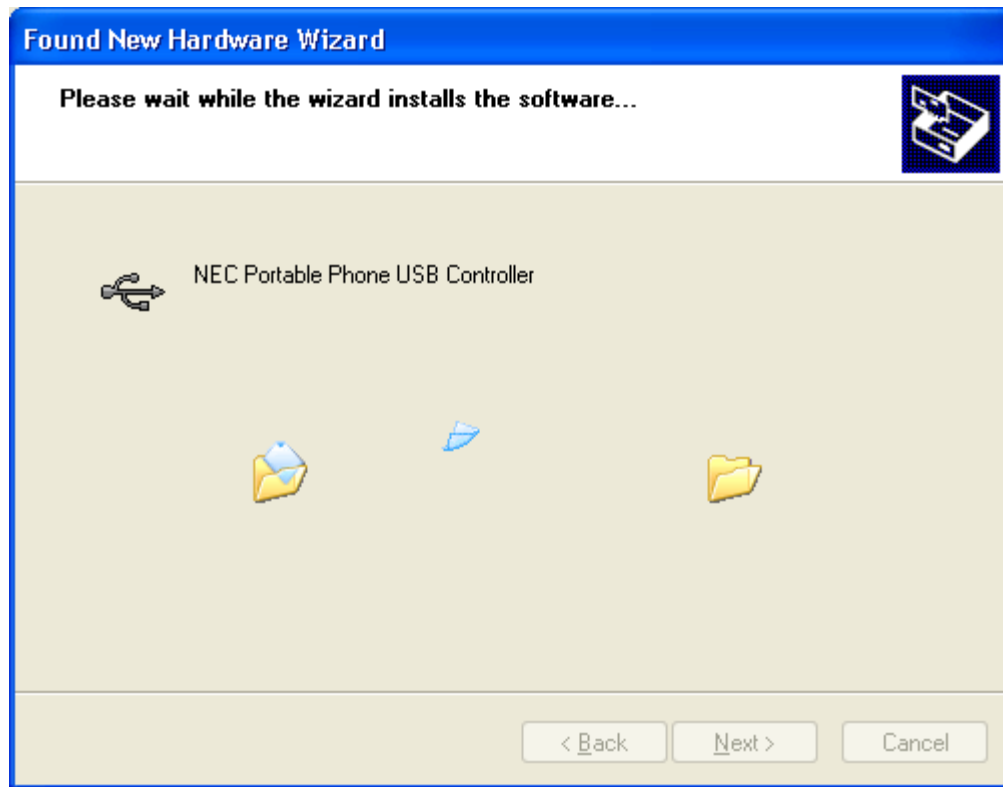 Found New Hardware Wizard
Please wait while the wizard installs the software...
NEC Portable Phone USB Controller
< Back
Next >
Cancel